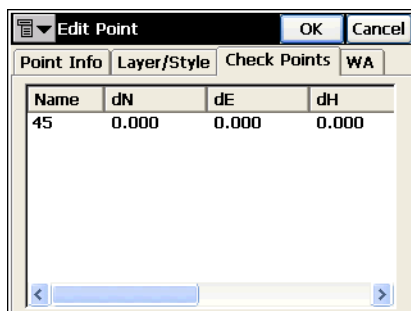 Edit Point OK Cancel
Point Info Layer/Style Check Points WA
Name dN dE dH
45 0.000 0.000 0.000